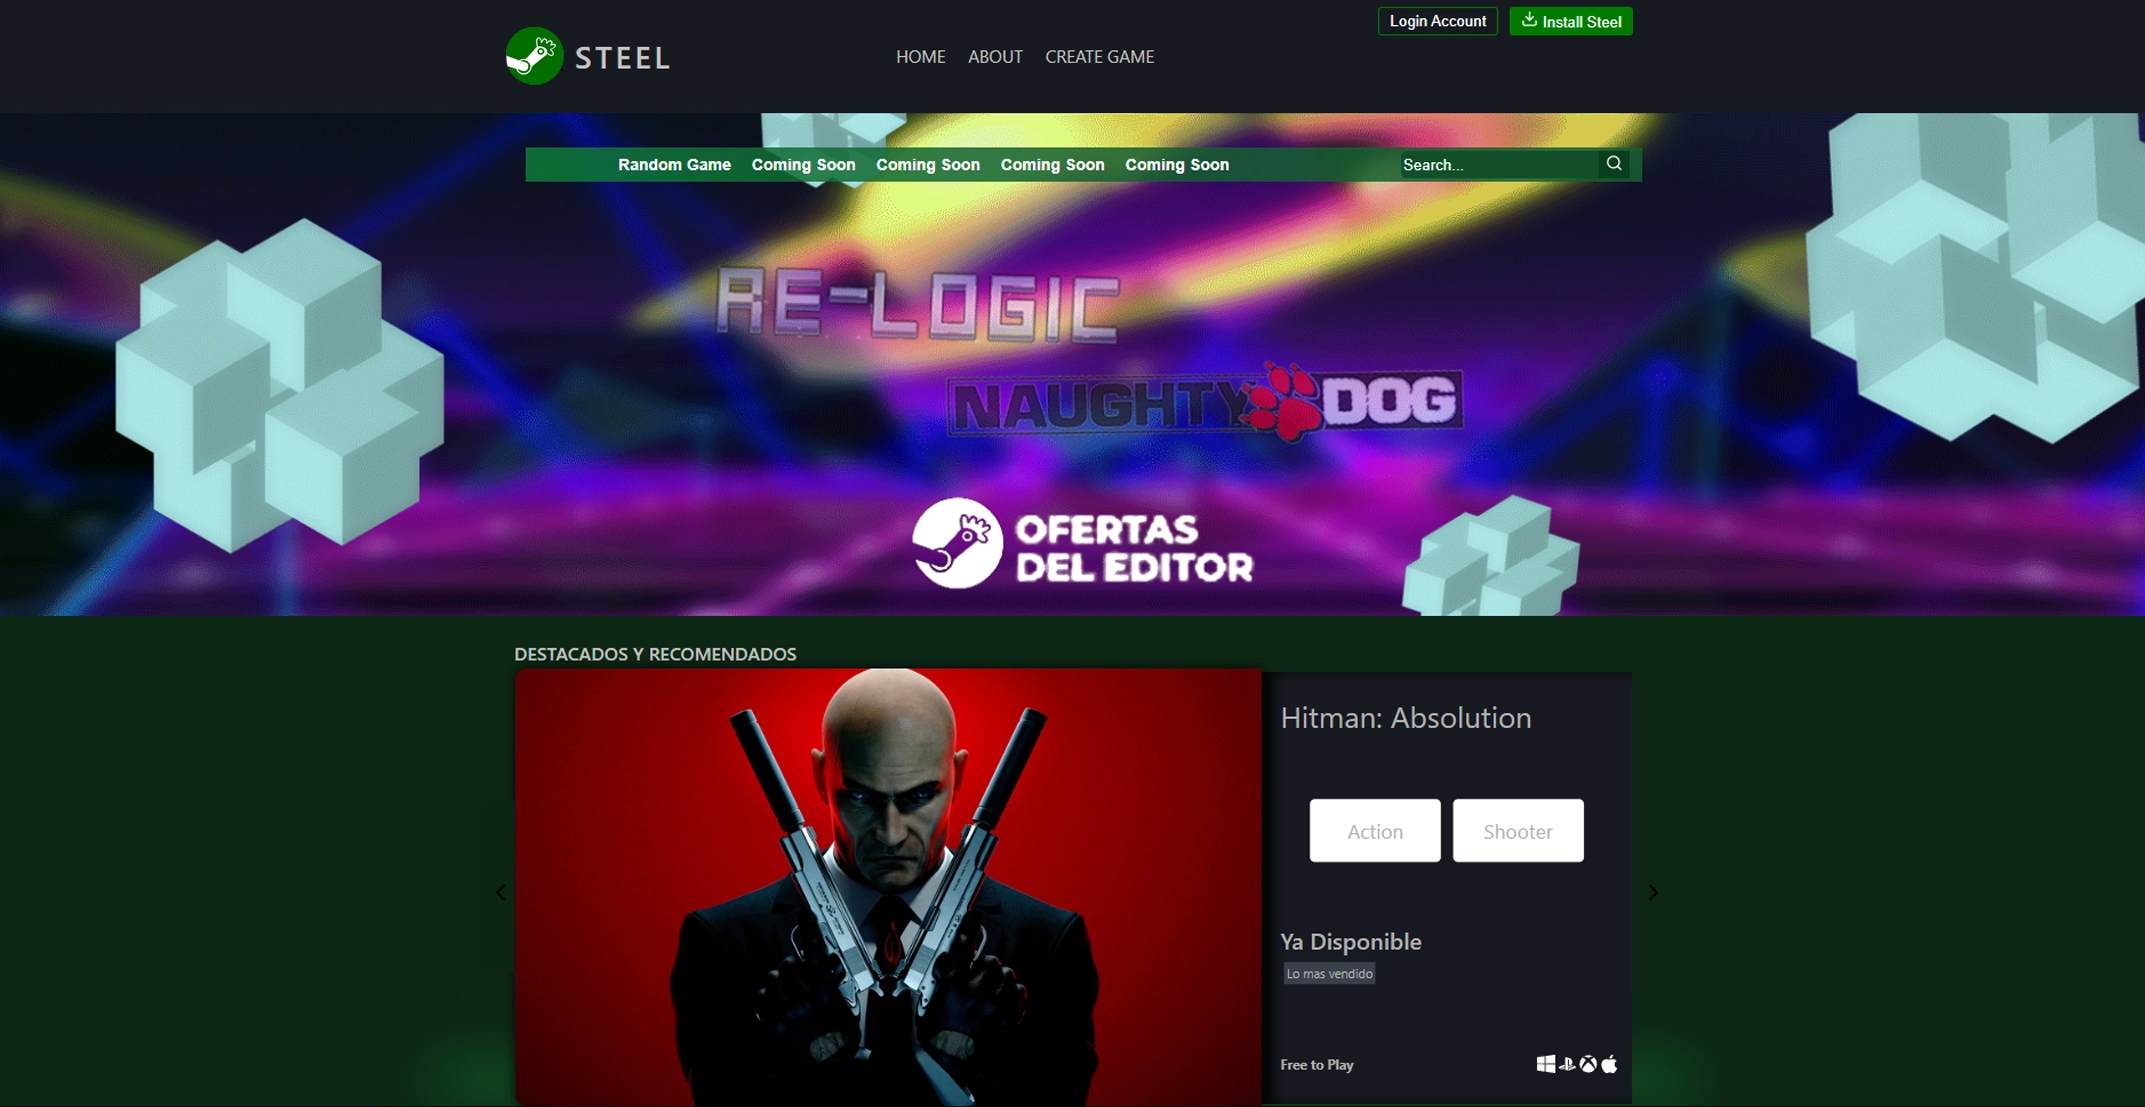 Login Account
Install Steel
STEEL
HOME ABOUT CREATE GAME
Random Game Coming Soon Coming Soon Coming Soon Coming Soon Search...
RE-LOGIC
NAUGHTY DOG
OFERTAS
DEL EDITOR
DESTACADOS Y RECOMENDADOS
Hitman: Absolution
Action Shooter
Ya Disponible
Lo mas vendido
Free to Play